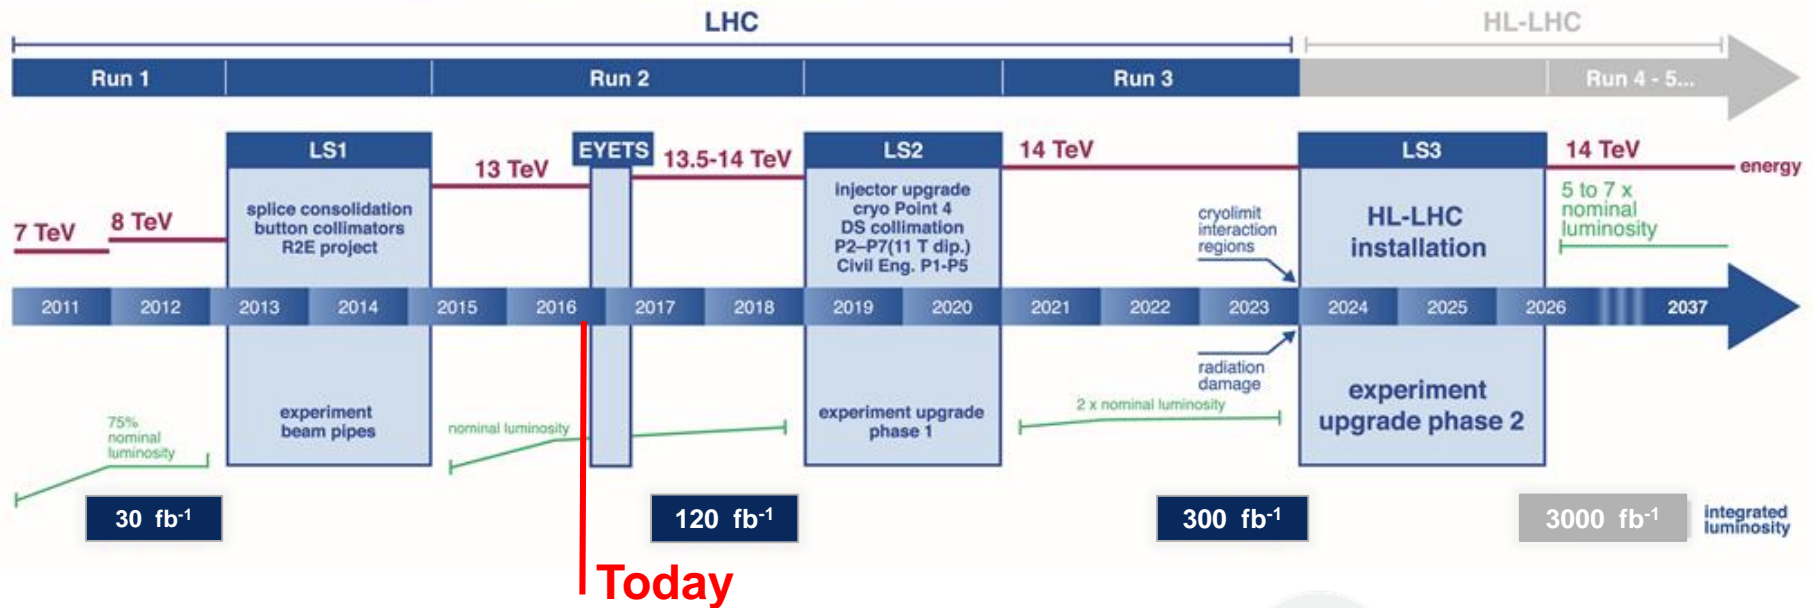 LHC
HL-LHC
Run 1
Run 2
Run 3
Run 4 - 5...
LS1
splice consolidation
button collimators
R2E project
EYETS
LS2
injector upgrade
cryo Point 4
DS collimation
P2–P7(11 T dip.)
Civil Eng. P1-P5
LS3
HL-LHC
installation
7 TeV
8 TeV
13 TeV
13.5-14 TeV
14 TeV
14 TeV
energy
cryolimit
interaction
regions
5 to 7 x
nominal
luminosity
2011
2012
2013
2014
2015
2016
2017
2018
2019
2020
2021
2022
2023
2024
2025
2026
2037
75%
nominal
luminosity
experiment
beam pipes
nominal luminosity
experiment upgrade
phase 1
2 x nominal luminosity
radiation
damage
experiment
upgrade phase 2
30 fb⁻¹
120 fb⁻¹
300 fb⁻¹
3000 fb⁻¹
integrated
luminosity
Today